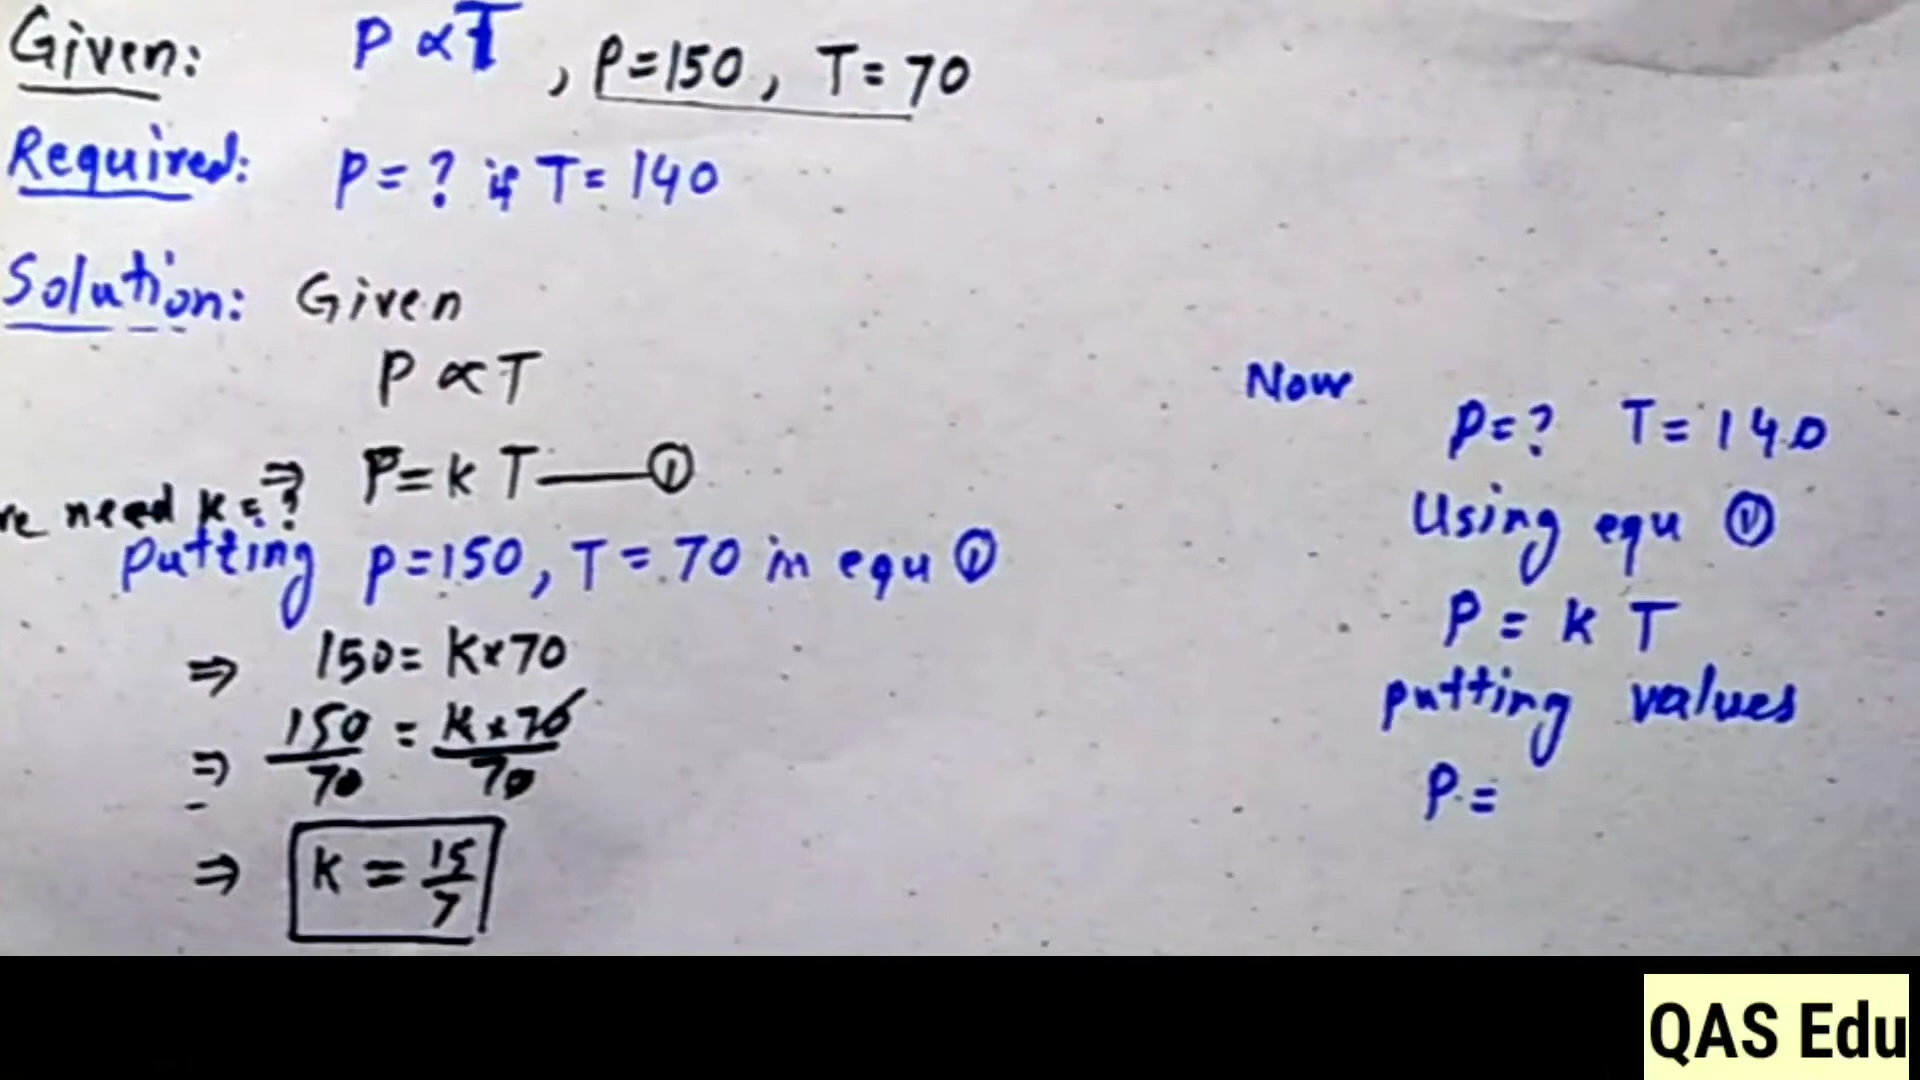 Given: P ∝ T, P=150, T=70
Required: P=? if T=140
Solution: Given
P ∝ T
⇒ P=k T——①
need k=?
putting P=150, T=70 in equ ①
⇒ 150=k×70
⇒ 150/70 = k×70/70
⇒ k = 15/7
Now
P=? T=140
Using equ ①
P = k T
putting values
P=
QAS Edu